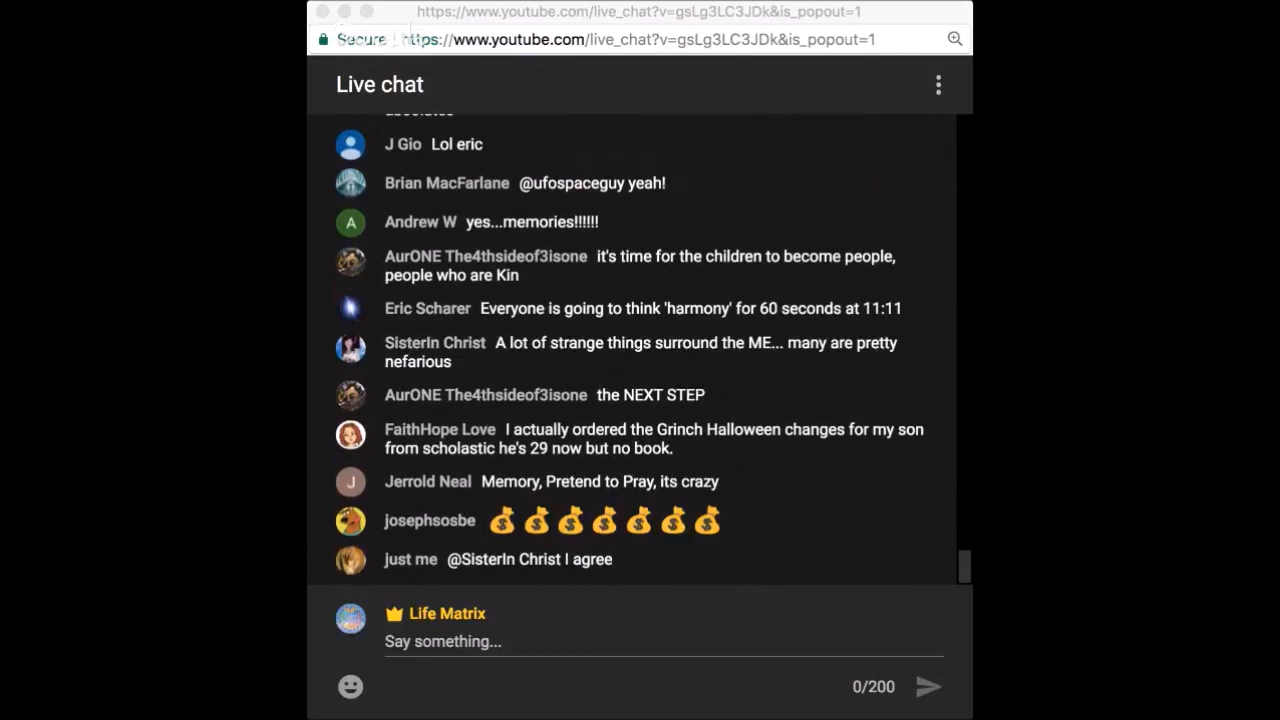 https://www.youtube.com/live_chat?v=gsLg3LC3JDk&is_popout=1
Secure https://www.youtube.com/live_chat?v=gsLg3LC3JDk&is_popout=1
Live chat
absolutes
J Gio Lol eric
Brian MacFarlane @ufospaceguy yeah!
A Andrew W yes...memories!!!!!!
AurONE The4thsideof3isone it's time for the children to become people,
people who are Kin
Eric Scharer Everyone is going to think 'harmony' for 60 seconds at 11:11
SisterIn Christ A lot of strange things surround the ME... many are pretty
nefarious
AurONE The4thsideof3isone the NEXT STEP
FaithHope Love I actually ordered the Grinch Halloween changes for my son
from scholastic he's 29 now but no book.
J Jerrold Neal Memory, Pretend to Pray, its crazy
josephsosbe 💰💰💰💰💰💰💰
just me @SisterIn Christ I agree
Life Matrix
Say something...
0/200